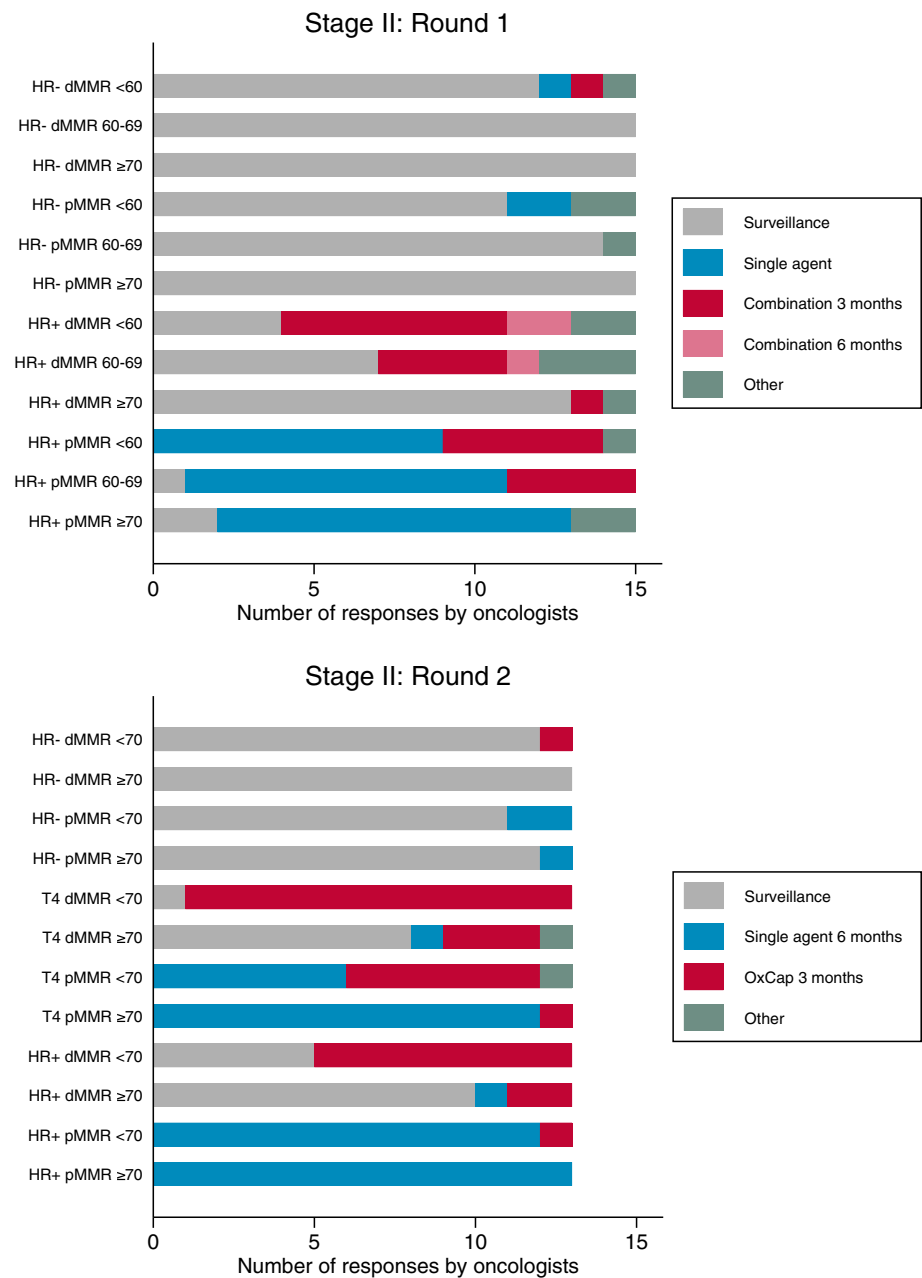 Stage II: Round 1
HR- dMMR <60
HR- dMMR 60-69
HR- dMMR ≥70
HR- pMMR <60
HR- pMMR 60-69
HR- pMMR ≥70
HR+ dMMR <60
HR+ dMMR 60-69
HR+ dMMR ≥70
HR+ pMMR <60
HR+ pMMR 60-69
HR+ pMMR ≥70
0 5 10 15
Number of responses by oncologists
Surveillance
Single agent
Combination 3 months
Combination 6 months
Other
Stage II: Round 2
HR- dMMR <70
HR- dMMR ≥70
HR- pMMR <70
HR- pMMR ≥70
T4 dMMR <70
T4 dMMR ≥70
T4 pMMR <70
T4 pMMR ≥70
HR+ dMMR <70
HR+ dMMR ≥70
HR+ pMMR <70
HR+ pMMR ≥70
0 5 10 15
Number of responses by oncologists
Surveillance
Single agent 6 months
OxCap 3 months
Other